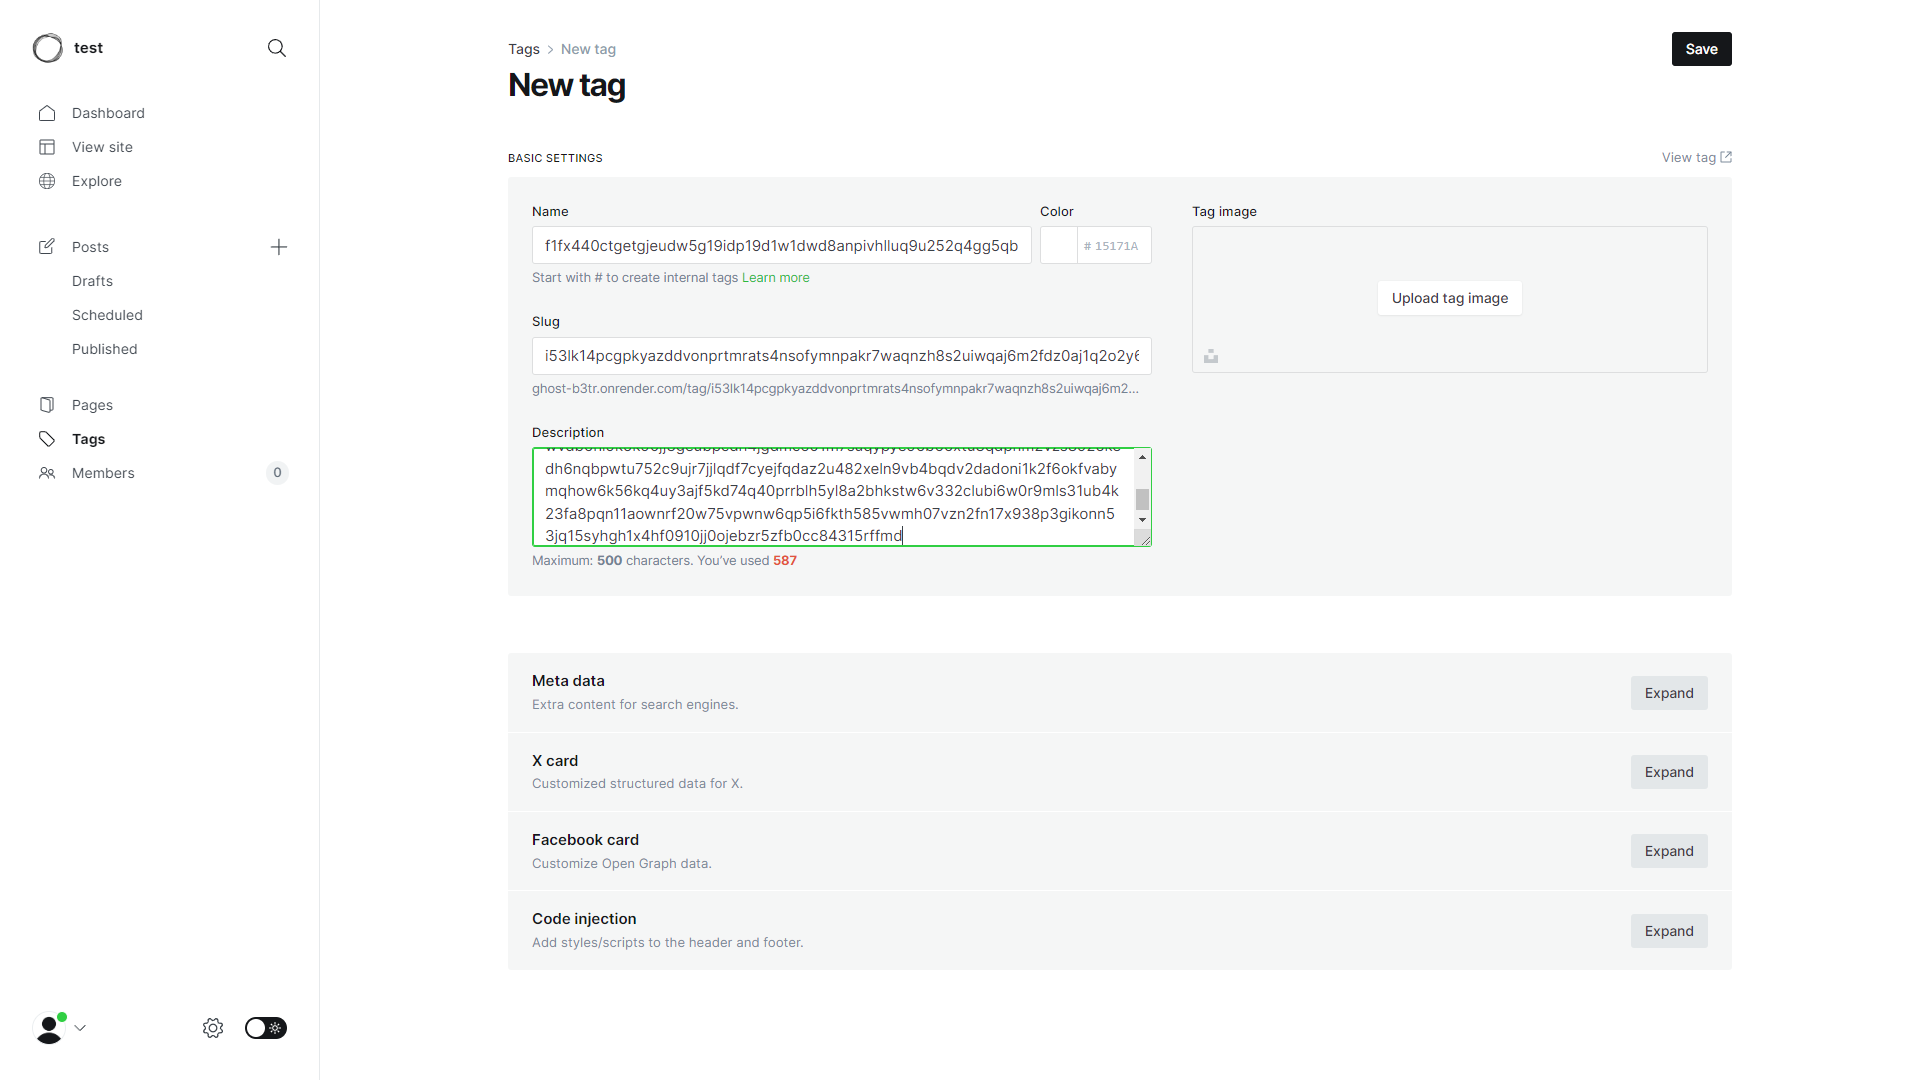 test
Dashboard
View site
Explore
Posts
Drafts
Scheduled
Published
Pages
Tags
Members
0
Tags > New tag
Save
New tag
BASIC SETTINGS
View tag
Name
f1fx440ctgetgjeudw5g19idp19d1w1dwd8anpivhlluq9u252q4gg5qb
Start with # to create internal tags Learn more
Color
# 15171A
Slug
i53lk14pcgpkyazddvonprtmrats4nsofymnpakr7waqnzh8s2uiwqaj6m2fdz0aj1q2o2y6
ghost-b3tr.onrender.com/tag/i53lk14pcgpkyazddvonprtmrats4nsofymnpakr7waqnzh8s2uiwqaj6m2...
Description
dh6nqbpwtu752c9ujr7jjlqdf7cyejfqdaz2u482xeln9vb4bqdv2dadoni1k2f6okfvaby
mqhow6k56kq4uy3ajf5kd74q40prrblh5yl8a2bhkstw6v332clubi6w0r9mls31ub4k
23fa8pqn11aownrf20w75vpwnw6qp5i6fkth585vwmh07vzn2fn17x938p3gikonn5
3jq15syhgh1x4hf0910jj0ojebzr5zfb0cc84315rffmd
Maximum: 500 characters. You've used 587
Tag image
Upload tag image
Meta data
Extra content for search engines.
Expand
X card
Customized structured data for X.
Expand
Facebook card
Customize Open Graph data.
Expand
Code injection
Add styles/scripts to the header and footer.
Expand